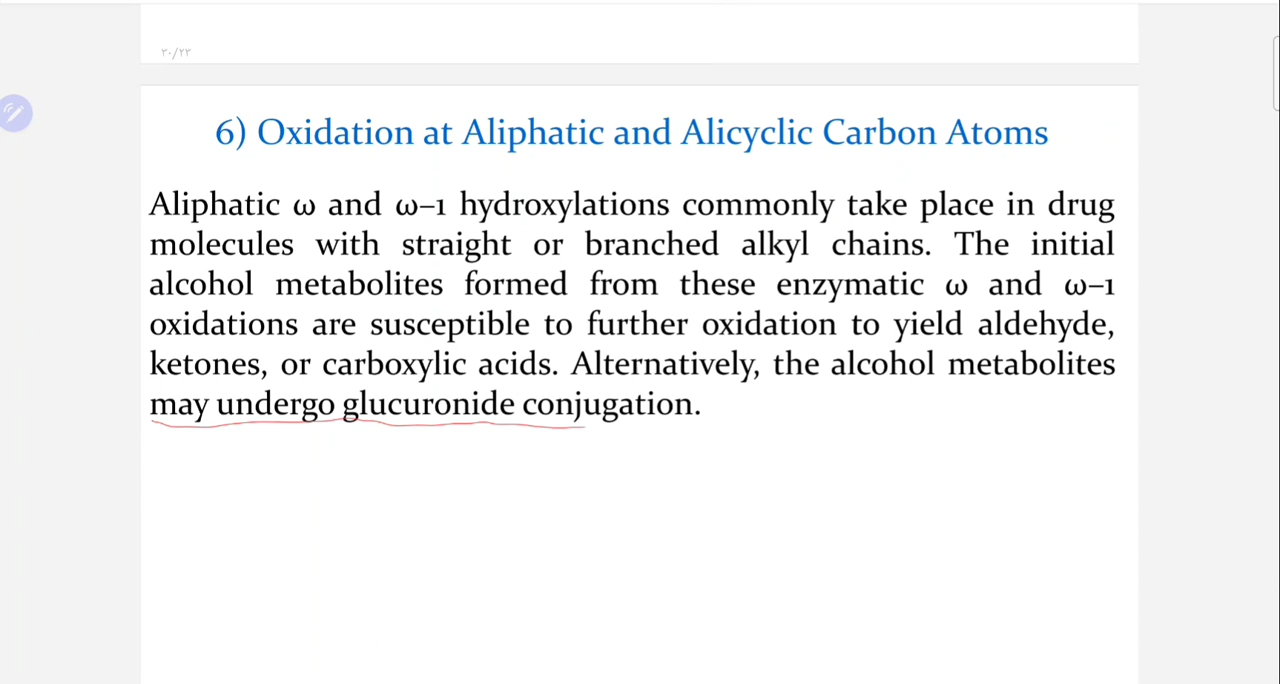 ٢٠/٢٣
6) Oxidation at Aliphatic and Alicyclic Carbon Atoms
Aliphatic ω and ω–1 hydroxylations commonly take place in drug
molecules with straight or branched alkyl chains. The initial
alcohol metabolites formed from these enzymatic ω and ω–1
oxidations are susceptible to further oxidation to yield aldehyde,
ketones, or carboxylic acids. Alternatively, the alcohol metabolites
may undergo glucuronide conjugation.